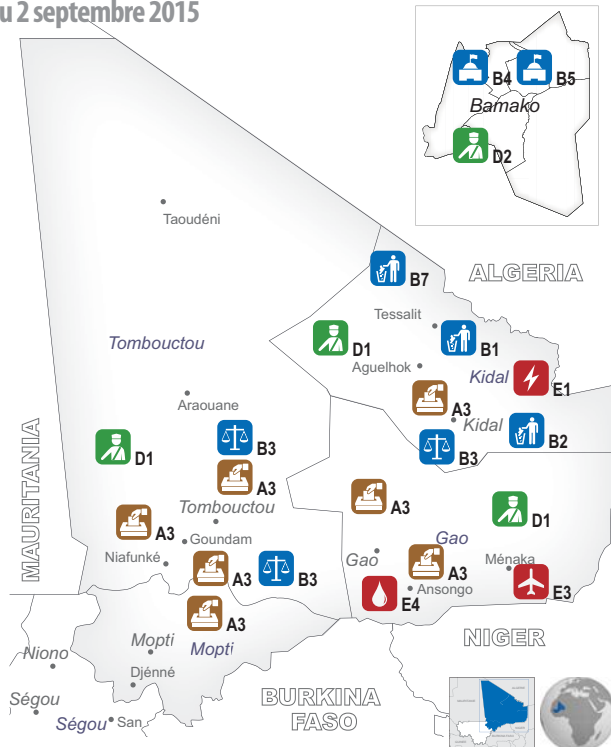 u 2 septembre 2015
B4
B5
Bamako
D2
Taoudéni
ALGERIA
B7
Tessalit
Tombouctou
D1
B1
Aguelhok
Kidal
E1
Araouane
A3
Kidal
B2
MAURITANIA
D1
B3
B3
A3
A3
D1
Tombouctou
A3
Goundam
Gao
Niafunké
Gao
Ménaka
A3
B3
A3
Ansongo
E3
E4
A3
Mopti
Mopti
NIGER
Niono
Djénné
Ségou
BURKINA
FASO
Ségou
San